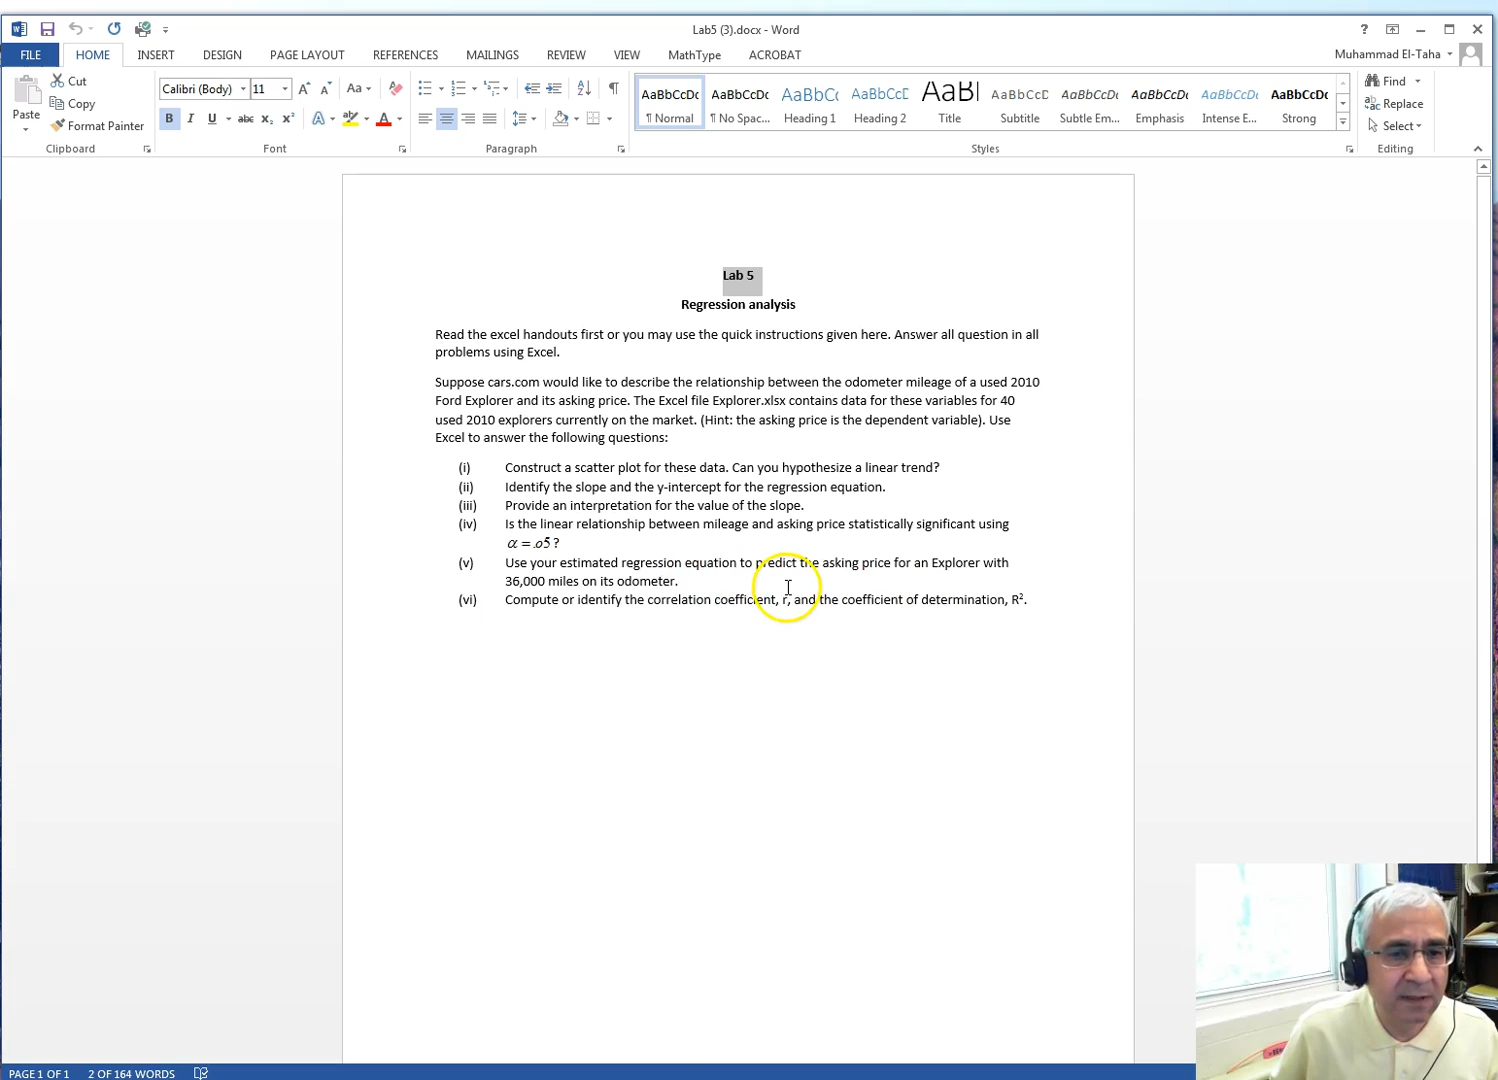 Lab5 (3).docx - Word
?
FILE HOME INSERT DESIGN PAGE LAYOUT REFERENCES MAILINGS REVIEW VIEW MathType ACROBAT Muhammad El-Taha
Paste
Cut
Copy
Format Painter
Clipboard
Calibri (Body) 11 A A Aa
B I U abc x₂ x² A ab A
Font
Paragraph
AaBbCcDc AaBbCcDc AaBbCc AaBbCcD AaBl AaBbCcD AaBbCcDc AaBbCcDc AaBbCcDc AaBbCcDc
¶ Normal ¶ No Spac... Heading 1 Heading 2 Title Subtitle Subtle Em... Emphasis Intense E... Strong
Styles
Find
Replace
Select
Editing
Lab 5
Regression analysis
Read the excel handouts first or you may use the quick instructions given here. Answer all question in all
problems using Excel.
Suppose cars.com would like to describe the relationship between the odometer mileage of a used 2010
Ford Explorer and its asking price. The Excel file Explorer.xlsx contains data for these variables for 40
used 2010 explorers currently on the market. (Hint: the asking price is the dependent variable). Use
Excel to answer the following questions:
(i) Construct a scatter plot for these data. Can you hypothesize a linear trend?
(ii) Identify the slope and the y-intercept for the regression equation.
(iii) Provide an interpretation for the value of the slope.
(iv) Is the linear relationship between mileage and asking price statistically significant using
α = .o5 ?
(v) Use your estimated regression equation to predict the asking price for an Explorer with
36,000 miles on its odometer.
(vi) Compute or identify the correlation coefficient, r, and the coefficient of determination, R².
PAGE 1 OF 1 2 OF 164 WORDS